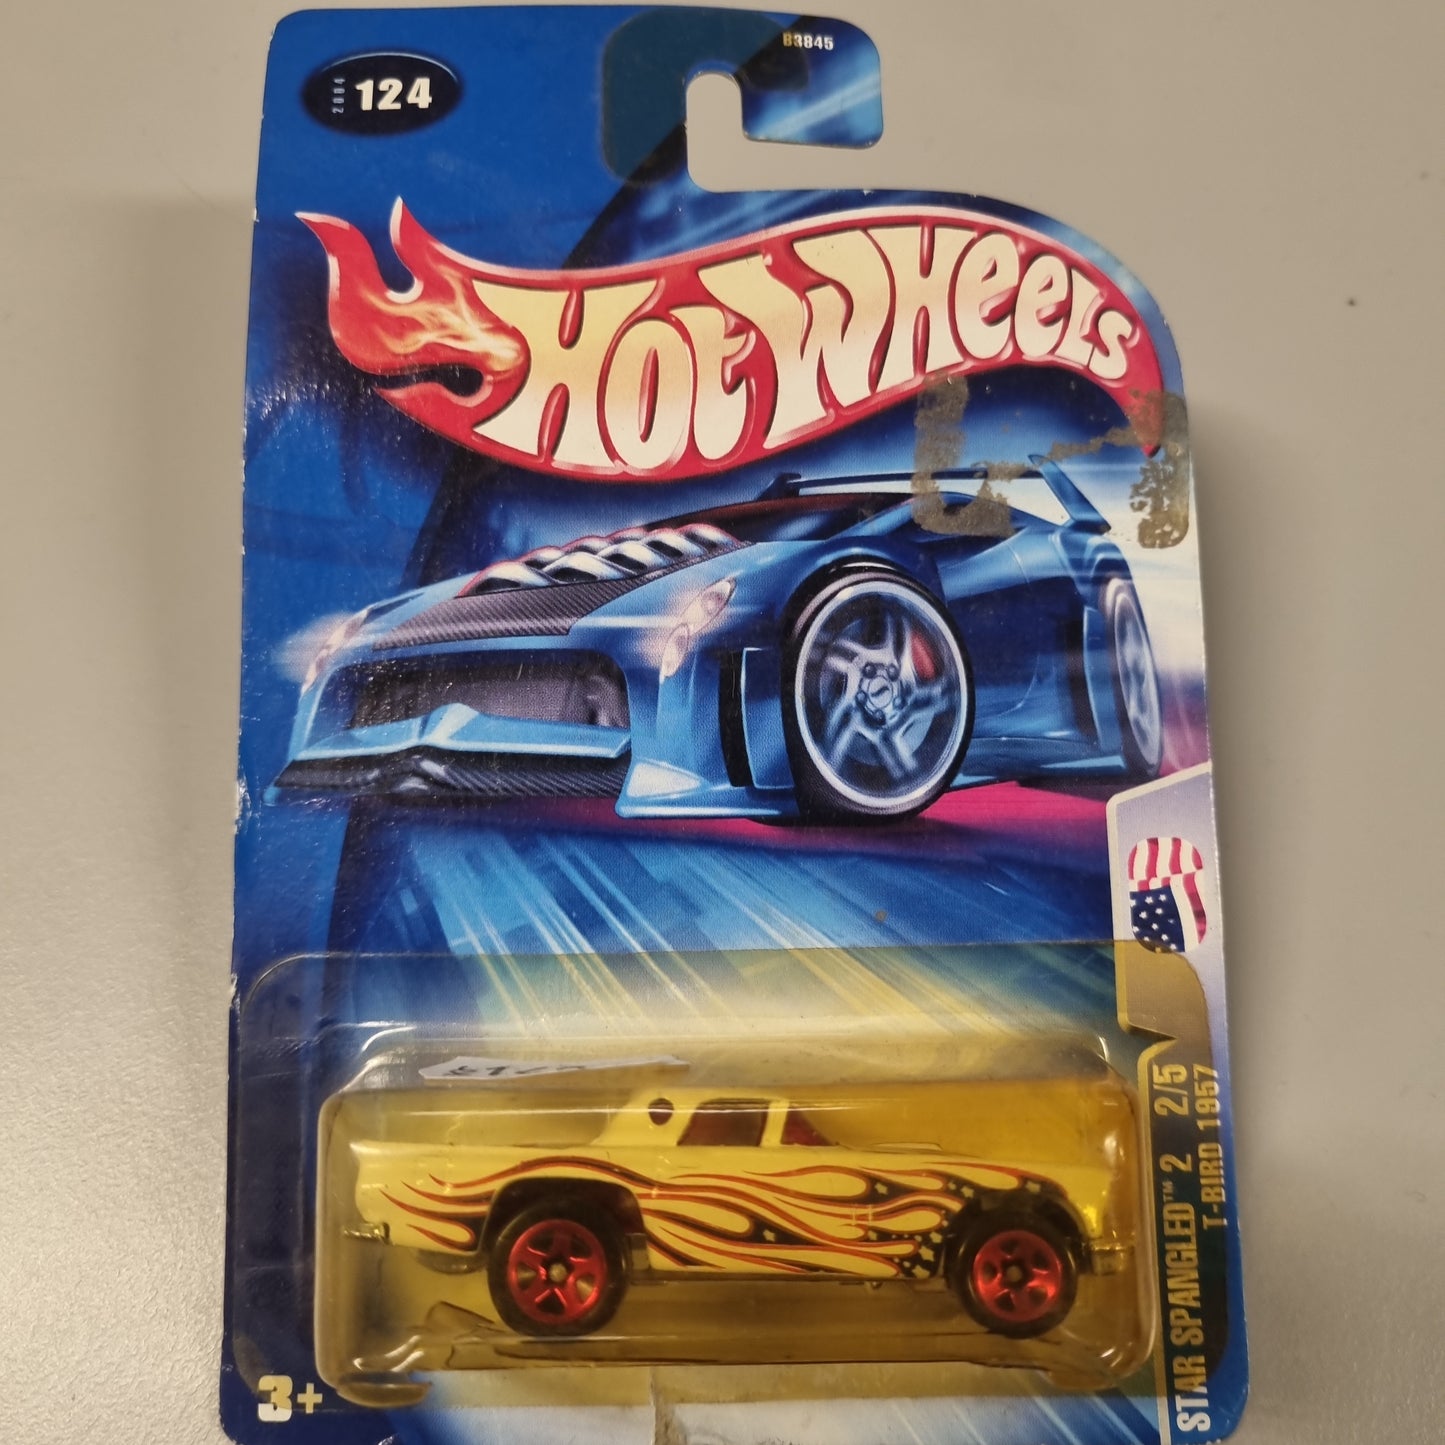 B3845
2004
124
HOT WHEELS
STAR SPANGLED™ 2 2/5
T-BIRD 1957
3+